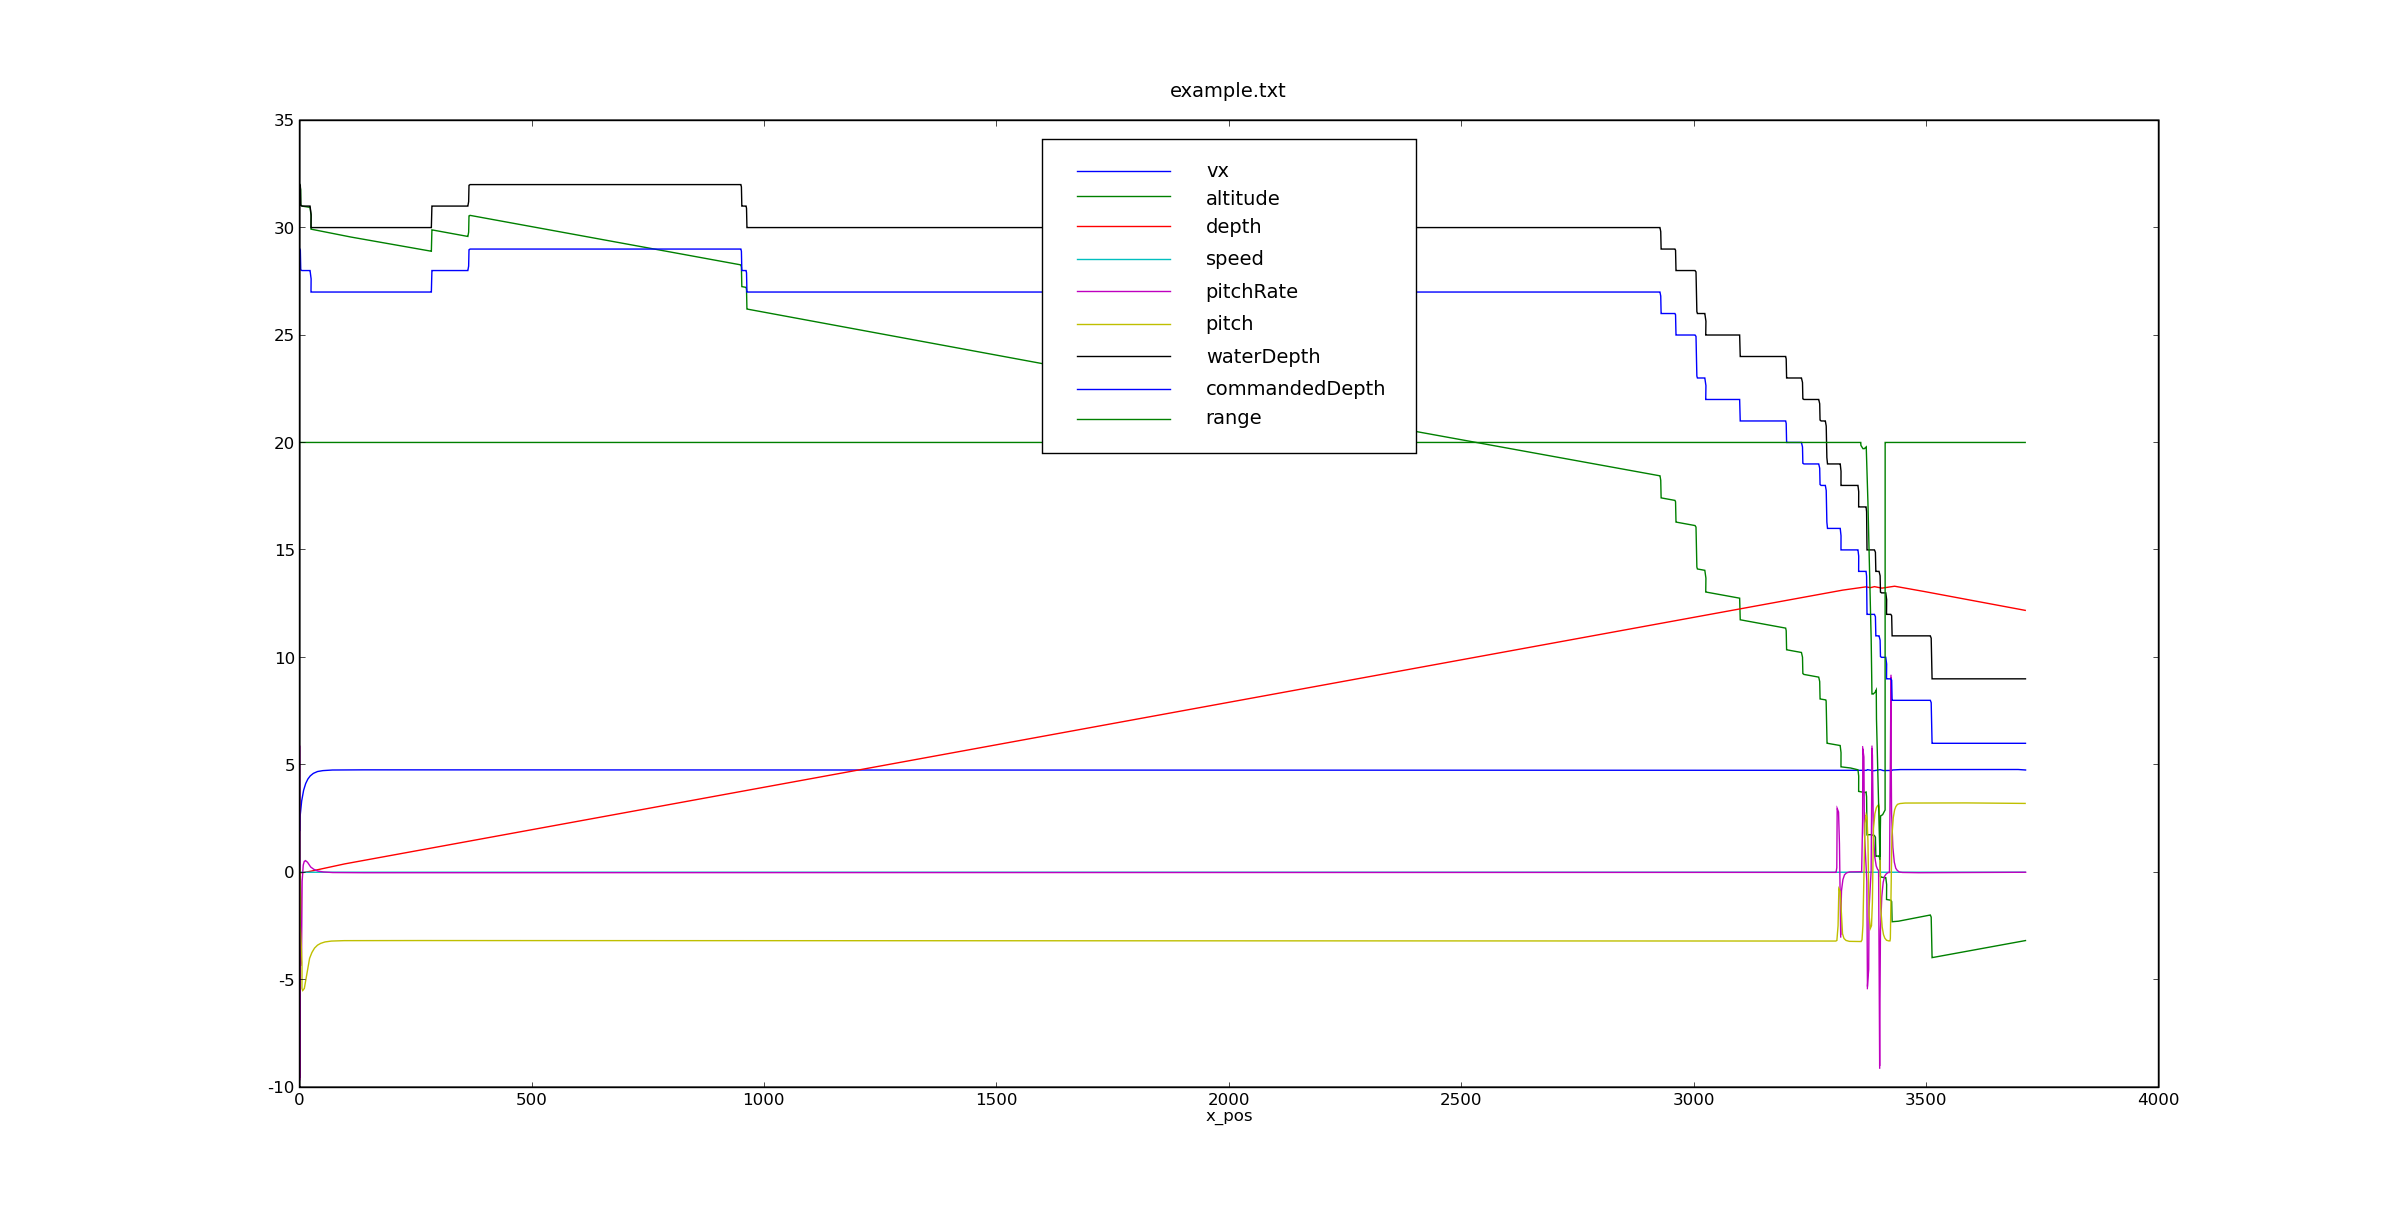 example.txt
35
30
25
20
15
10
5
0
-5
-10
vx
altitude
depth
speed
pitchRate
pitch
waterDepth
commandedDepth
range
0 500 1000 1500 2000 2500 3000 3500 4000
x_pos